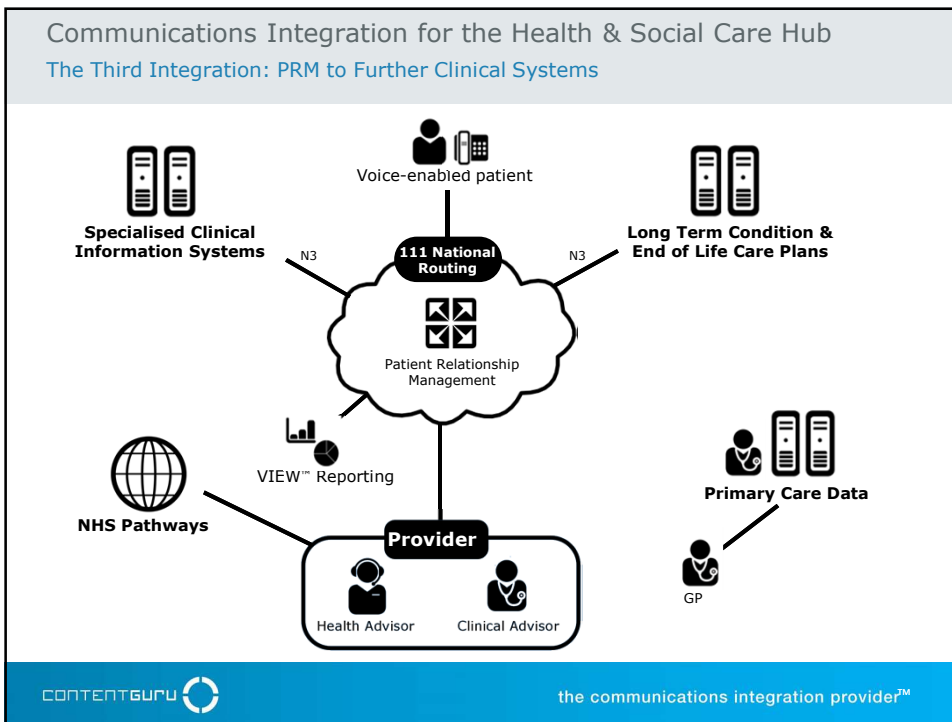 Communications Integration for the Health & Social Care Hub
The Third Integration: PRM to Further Clinical Systems
Voice-enabled patient
Specialised Clinical
Information Systems
Long Term Condition &
End of Life Care Plans
N3
111 National
Routing
N3
Patient Relationship
Management
VIEW™ Reporting
NHS Pathways
Primary Care Data
Provider
Health Advisor
Clinical Advisor
GP
CONTENTGURU
the communications integration provider™